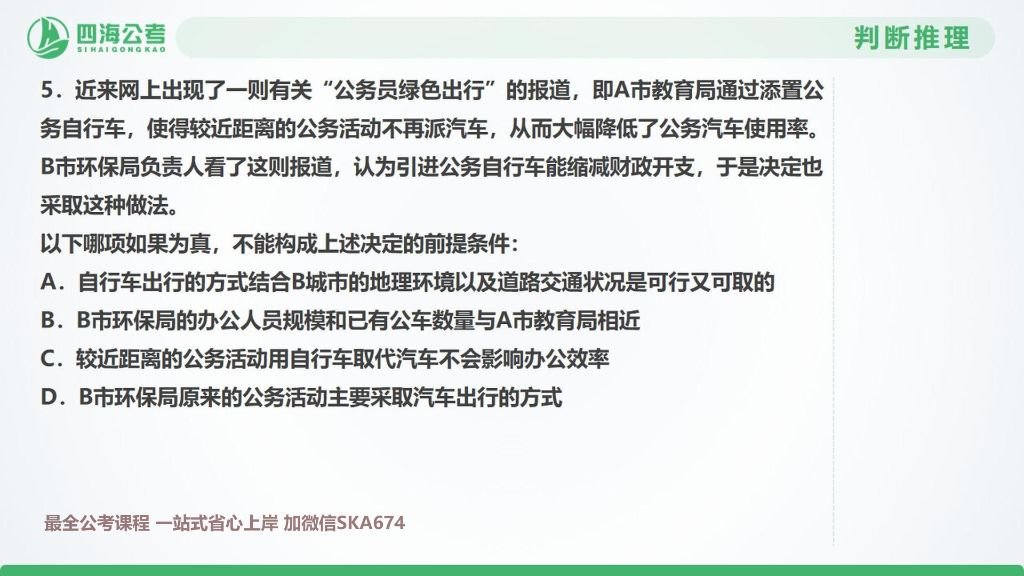 四海公考
SIHAIGONGKAO
判断推理
5．近来网上出现了一则有关“公务员绿色出行”的报道，即A市教育局通过添置公
务自行车，使得较近距离的公务活动不再派汽车，从而大幅降低了公务汽车使用率。
B市环保局负责人看了这则报道，认为引进公务自行车能缩减财政开支，于是决定也
采取这种做法。
以下哪项如果为真，不能构成上述决定的前提条件：
A．自行车出行的方式结合B城市的地理环境以及道路交通状况是可行又可取的
B．B市环保局的办公人员规模和已有公车数量与A市教育局相近
C．较近距离的公务活动用自行车取代汽车不会影响办公效率
D．B市环保局原来的公务活动主要采取汽车出行的方式
最全公考课程 一站式省心上岸 加微信SKA674